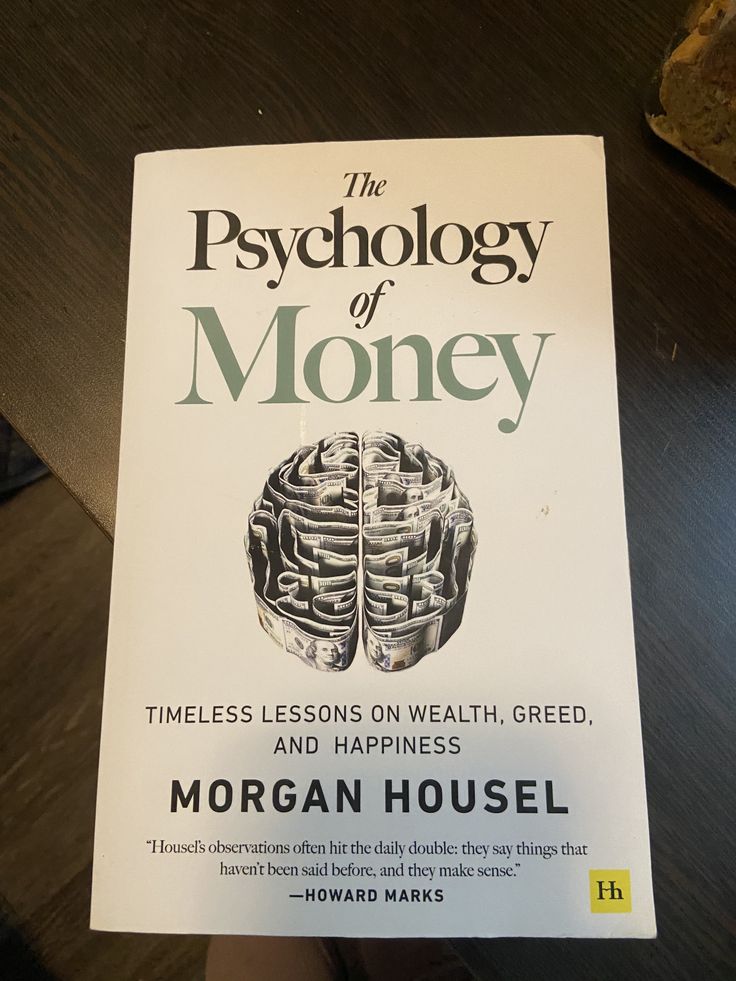 The
Psychology
of
Money
TIMELESS LESSONS ON WEALTH, GREED,
AND HAPPINESS
MORGAN HOUSEL
“Housel’s observations often hit the daily double: they say things that
haven’t been said before, and they make sense.”
—HOWARD MARKS
Hh